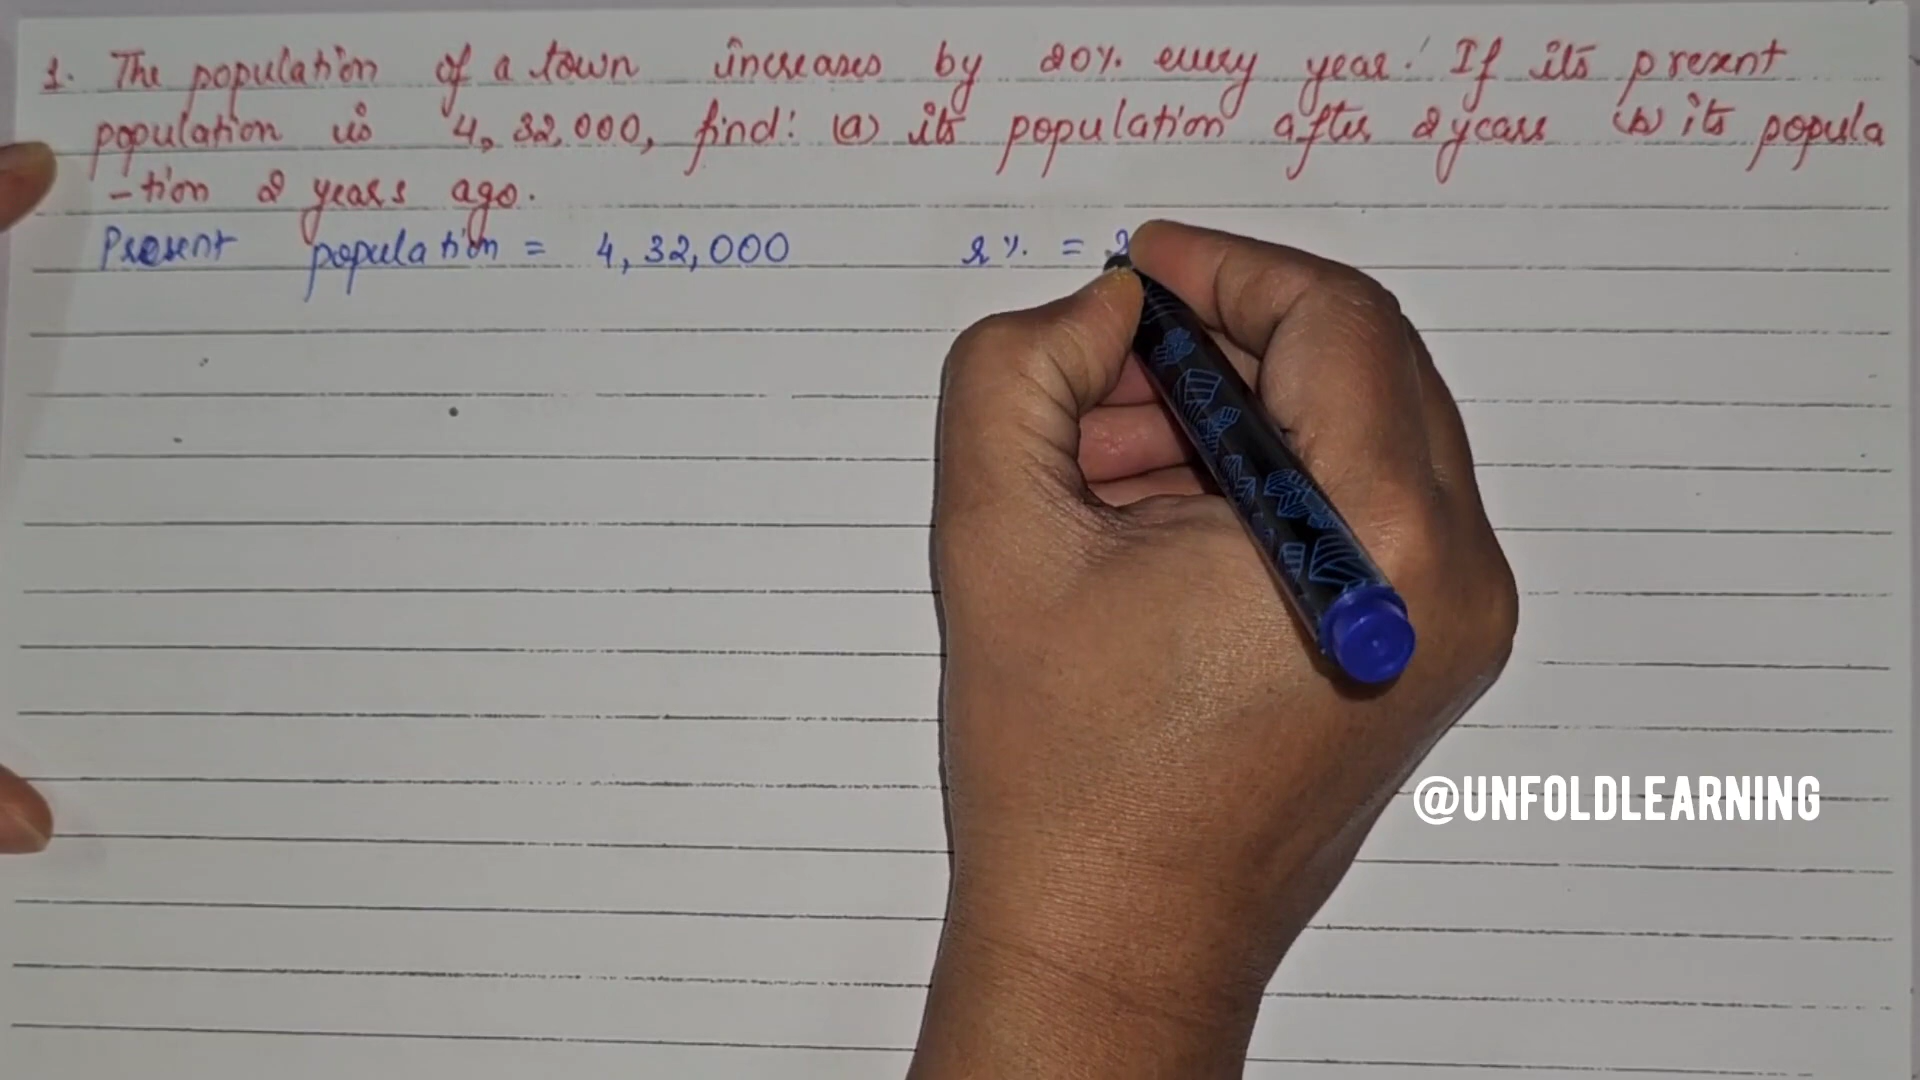 1. The population of a town increases by 20%. every year. If its present
population is 4,32,000, find: (a) its population after 2 years (b) its popula
-tion 2 years ago.
Present population = 4,32,000 r%. = 2
@UNFOLDLEARNING